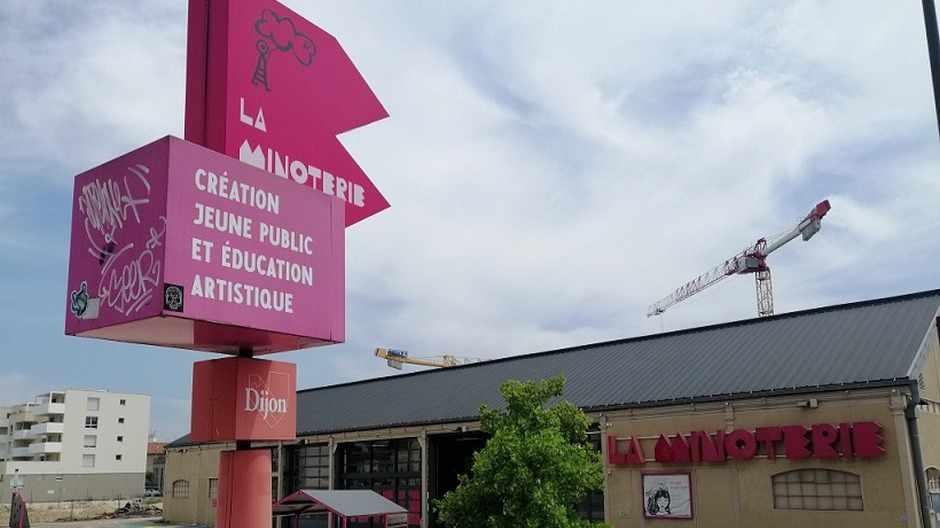 LA
MINOTERIE
CRÉATION
JEUNE PUBLIC
ET ÉDUCATION
ARTISTIQUE
Dijon
LA MINOTERIE